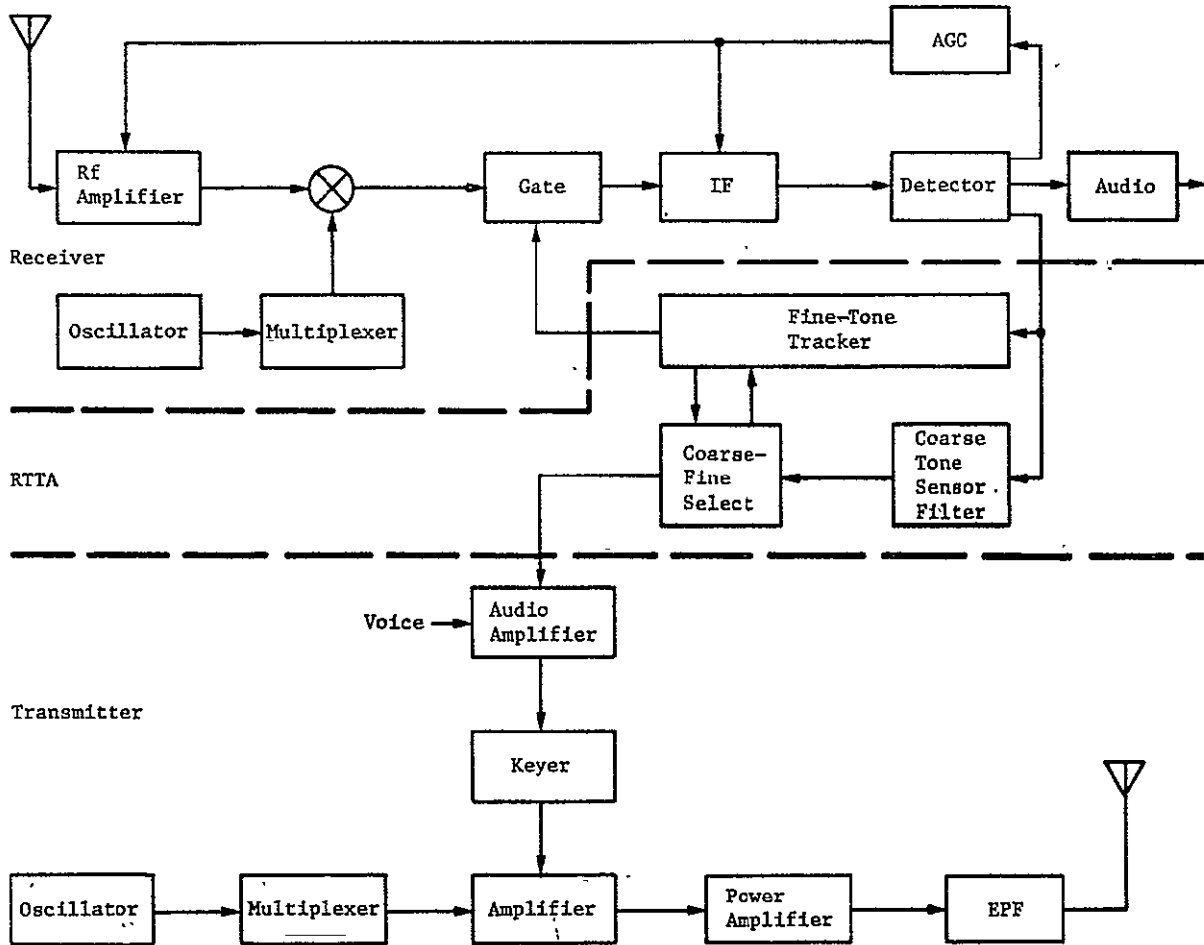 AGC
Rf
Amplifier
Gate
IF
Detector
Audio
Receiver
Oscillator
Multiplexer
Fine-Tone
Tracker
RTTA
Coarse-
Fine
Select
Coarse
Tone
Sensor
Filter
Voice
Audio
Amplifier
Transmitter
Keyer
Oscillator
Multiplexer
Amplifier
Power
Amplifier
EPF